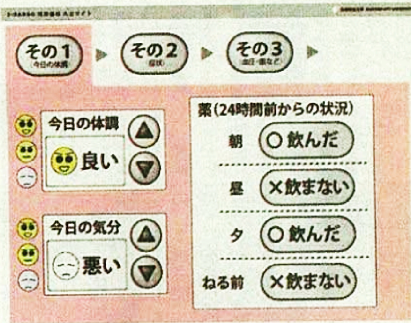 その1
今日の体調
その2
症状
その3
薬(24時間前からの状況)
今日の体調
良い
朝
○飲んだ
昼
×飲まない
今日の気分
悪い
夕
○飲んだ
ねる前
×飲まない